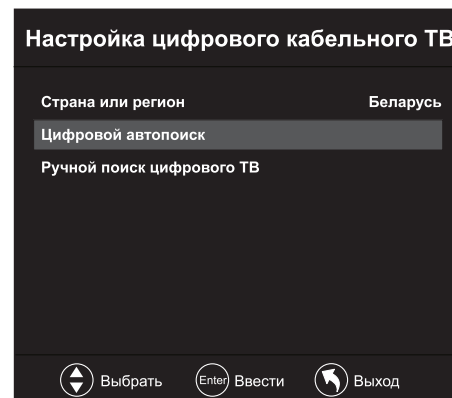 Настройка цифрового кабельного ТВ
Страна или регион Беларусь
Цифровой автопоиск
Ручной поиск цифрового ТВ
Выбрать Enter Ввести Выход